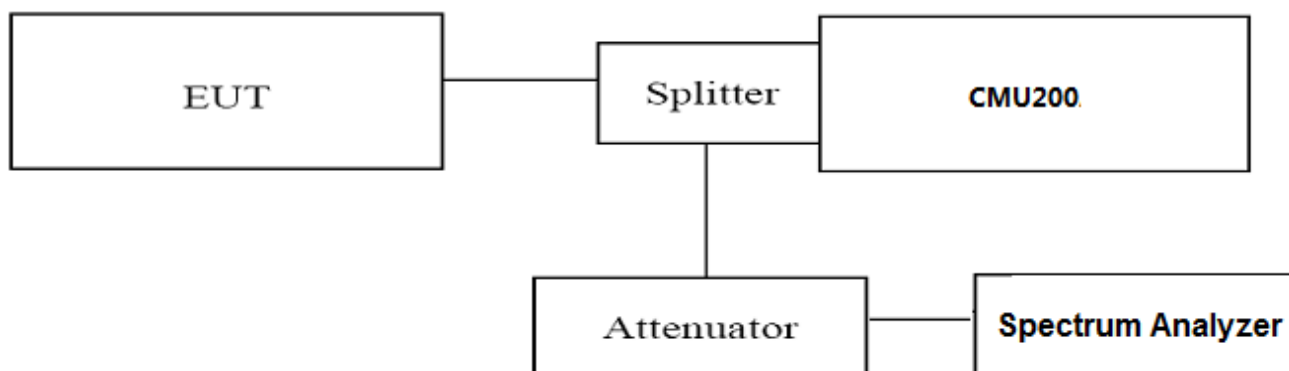 EUT
Splitter
CMU200
Attenuator
Spectrum Analyzer